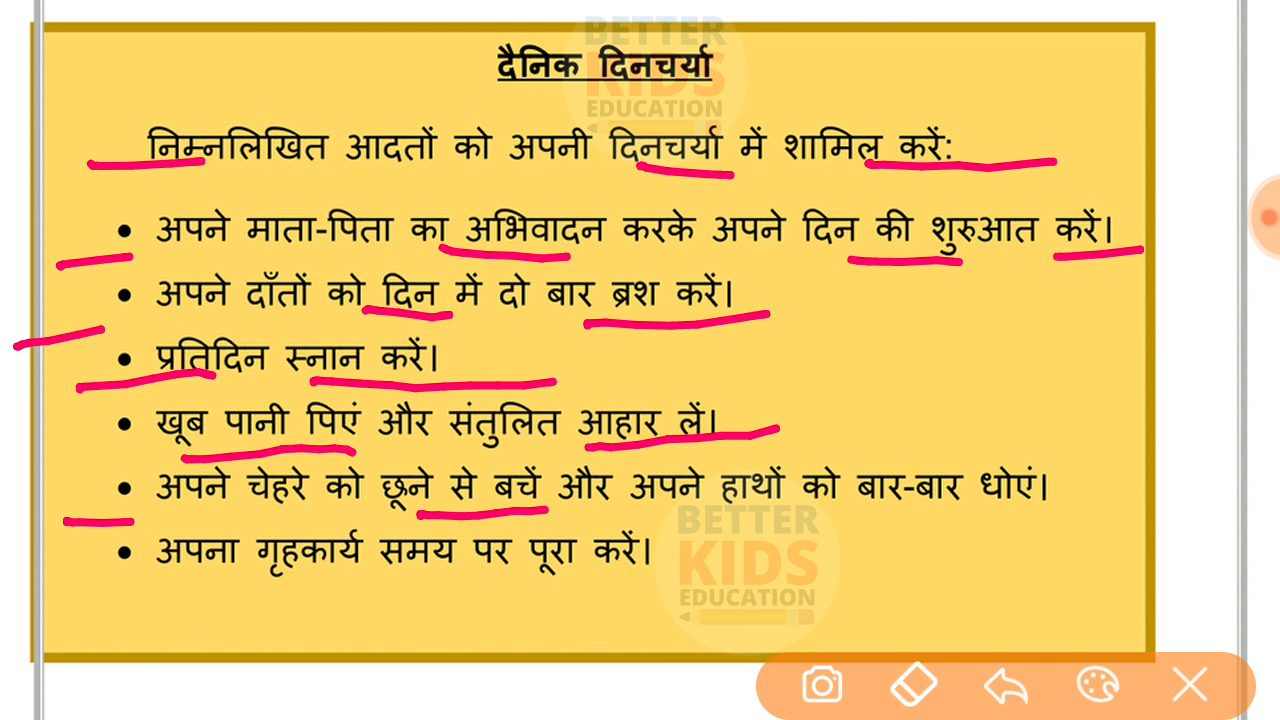 BETTER
KIDS
EDUCATION
दैनिक दिनचर्या
निम्नलिखित आदतों को अपनी दिनचर्या में शामिल करें:
• अपने माता-पिता का अभिवादन करके अपने दिन की शुरुआत करें।
• अपने दाँतों को दिन में दो बार ब्रश करें।
• प्रतिदिन स्नान करें।
• खूब पानी पिएं और संतुलित आहार लें।
• अपने चेहरे को छूने से बचें और अपने हाथों को बार-बार धोएं।
• अपना गृहकार्य समय पर पूरा करें।
BETTER
KIDS
EDUCATION